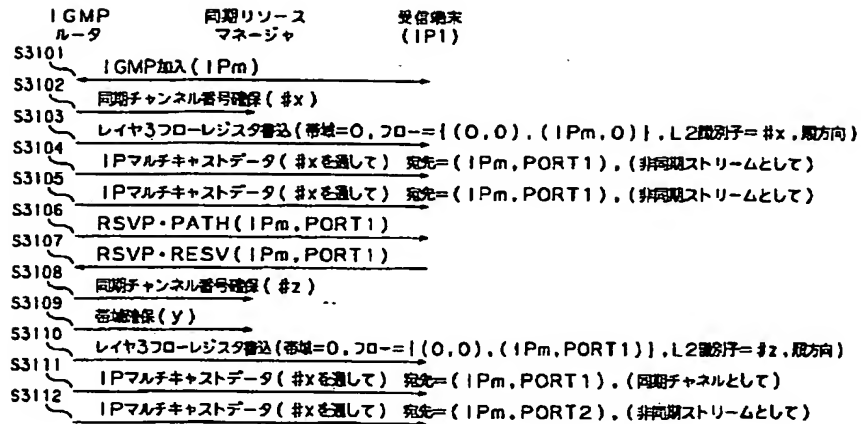 IGMP 同期リソース 受信端末
ルータ マネージャ (IP1)
S3101
IGMP加入(IPm)
S3102
同期チャンネル番号確保(#x)
S3103
レイヤ3フローレジスタ書込(帯域=0,フロー={(0,0),(IPm,0)},L2識別子=#x,順方向)
S3104
IPマルチキャストデータ(#xを通して) 宛先=(IPm,PORT1),(非同期ストリームとして)
S3105
IPマルチキャストデータ(#xを通して) 宛先=(IPm,PORT1),(非同期ストリームとして)
S3106
RSVP・PATH(IPm,PORT1)
S3107
RSVP・RESV(IPm,PORT1)
S3108
同期チャンネル番号確保(#z)
S3109
帯域確保(y)
S3110
レイヤ3フローレジスタ書込(帯域=0,フロー={(0,0),(IPm,PORT1)},L2識別子=#z,順方向)
S3111
IPマルチキャストデータ(#xを通して) 宛先=(IPm,PORT1),(同期チャネルとして)
S3112
IPマルチキャストデータ(#xを通して) 宛先=(IPm,PORT2),(非同期ストリームとして)